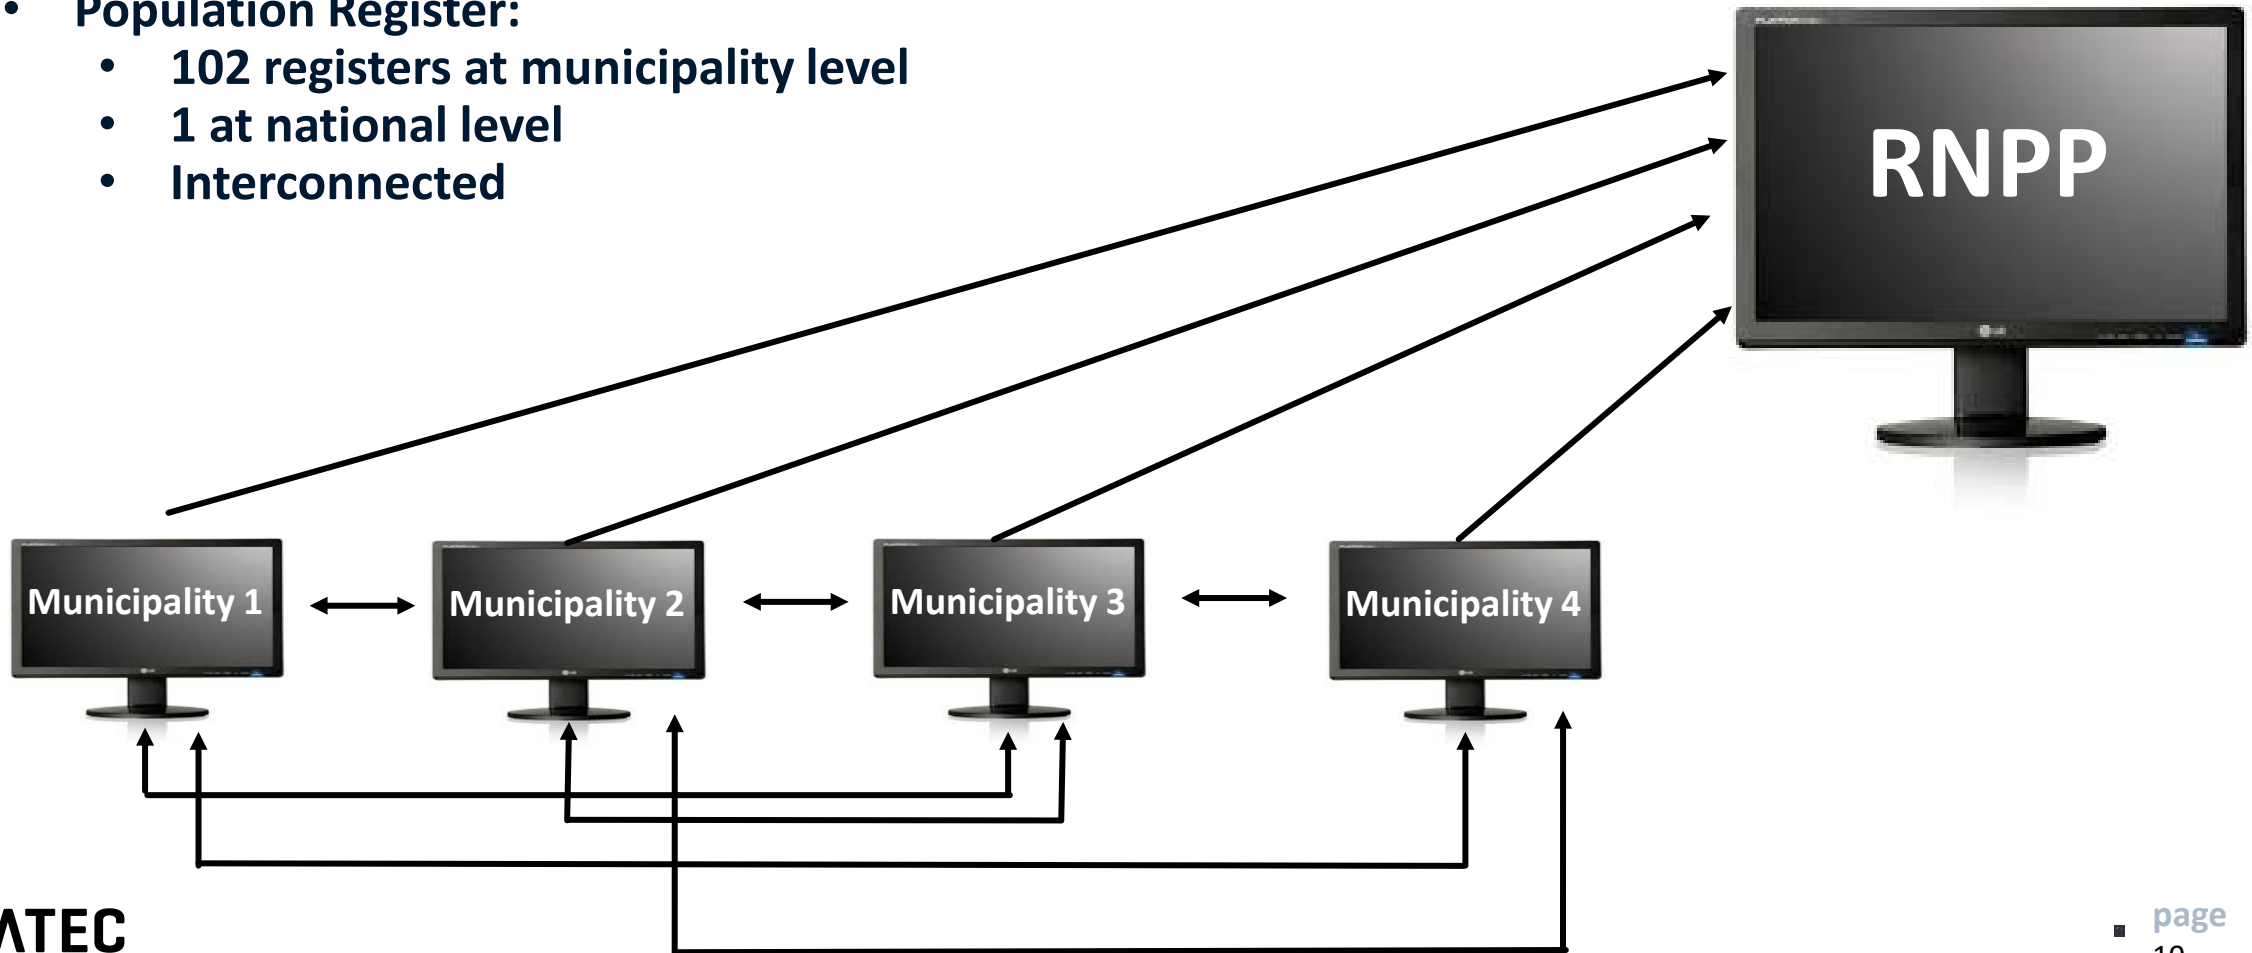 • Population Register:
• 102 registers at municipality level
• 1 at national level
• Interconnected
RNPP
Municipality 1
Municipality 2
Municipality 3
Municipality 4
ATEC
page